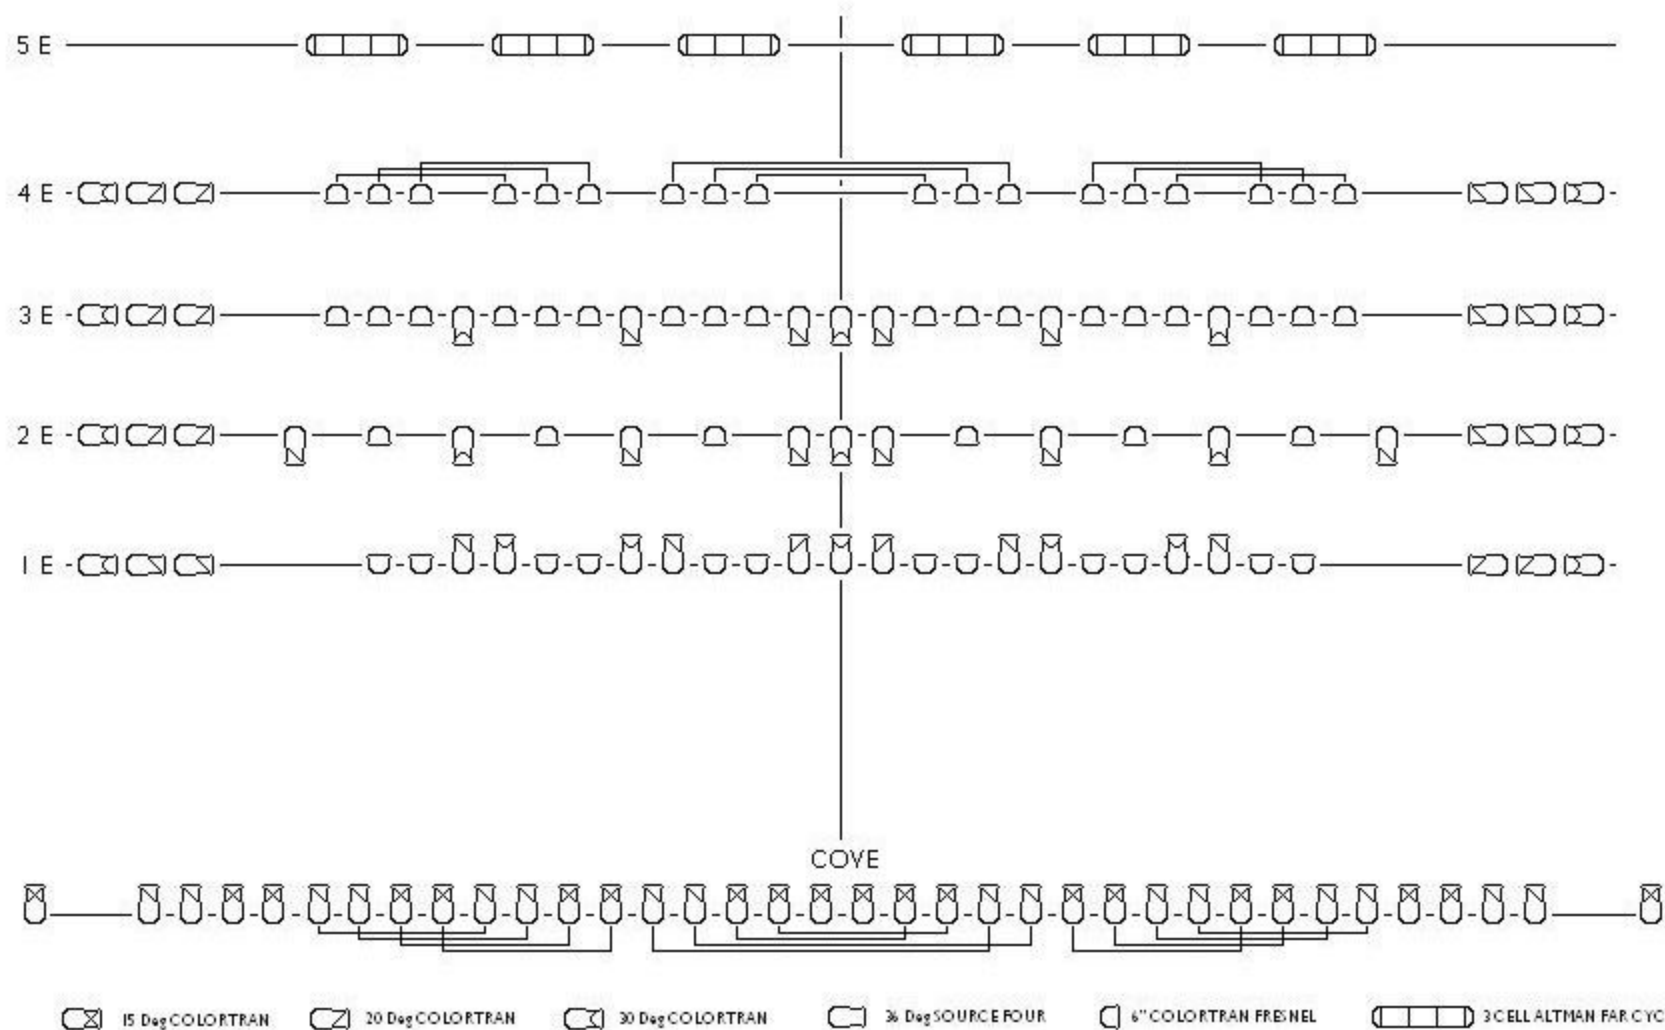 5 E
4 E
3 E
2 E
1 E
COVE
15 Deg COLORTRAN 20 Deg COLORTRAN 30 Deg COLORTRAN 36 Deg SOURCE FOUR 6" COLORTRAN FRESNEL 3 CELL ALTMAN FAR CYC